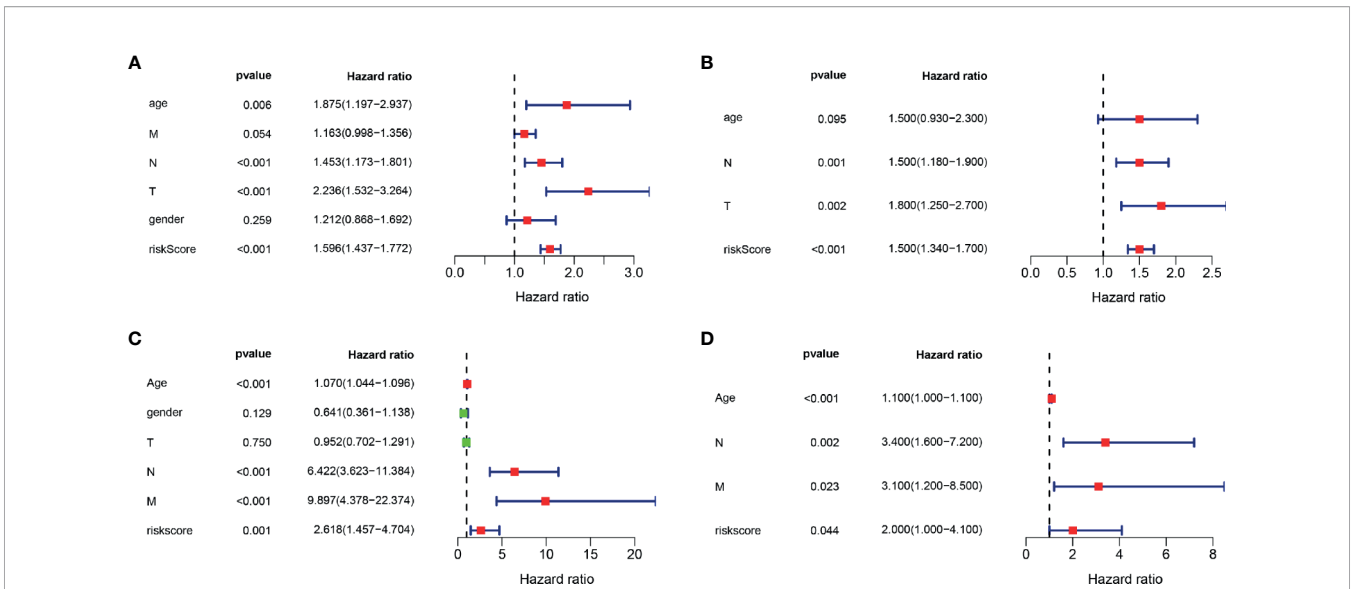 A
pvalue Hazard ratio
age 0.006 1.875(1.197−2.937)
M 0.054 1.163(0.998−1.356)
N <0.001 1.453(1.173−1.801)
T <0.001 2.236(1.532−3.264)
gender 0.259 1.212(0.868−1.692)
riskScore <0.001 1.596(1.437−1.772)
0.0 1.0 2.0 3.0
Hazard ratio
B
pvalue Hazard ratio
age 0.095 1.500(0.930−2.300)
N 0.001 1.500(1.180−1.900)
T 0.002 1.800(1.250−2.700)
riskScore <0.001 1.500(1.340−1.700)
0.0 0.5 1.0 1.5 2.0 2.5
Hazard ratio
C
pvalue Hazard ratio
Age <0.001 1.070(1.044−1.096)
gender 0.129 0.641(0.361−1.138)
T 0.750 0.952(0.702−1.291)
N <0.001 6.422(3.623−11.384)
M <0.001 9.897(4.378−22.374)
riskscore 0.001 2.618(1.457−4.704)
0 5 10 15 20
Hazard ratio
D
pvalue Hazard ratio
Age <0.001 1.100(1.000−1.100)
N 0.002 3.400(1.600−7.200)
M 0.023 3.100(1.200−8.500)
riskscore 0.044 2.000(1.000−4.100)
0 2 4 6 8
Hazard ratio